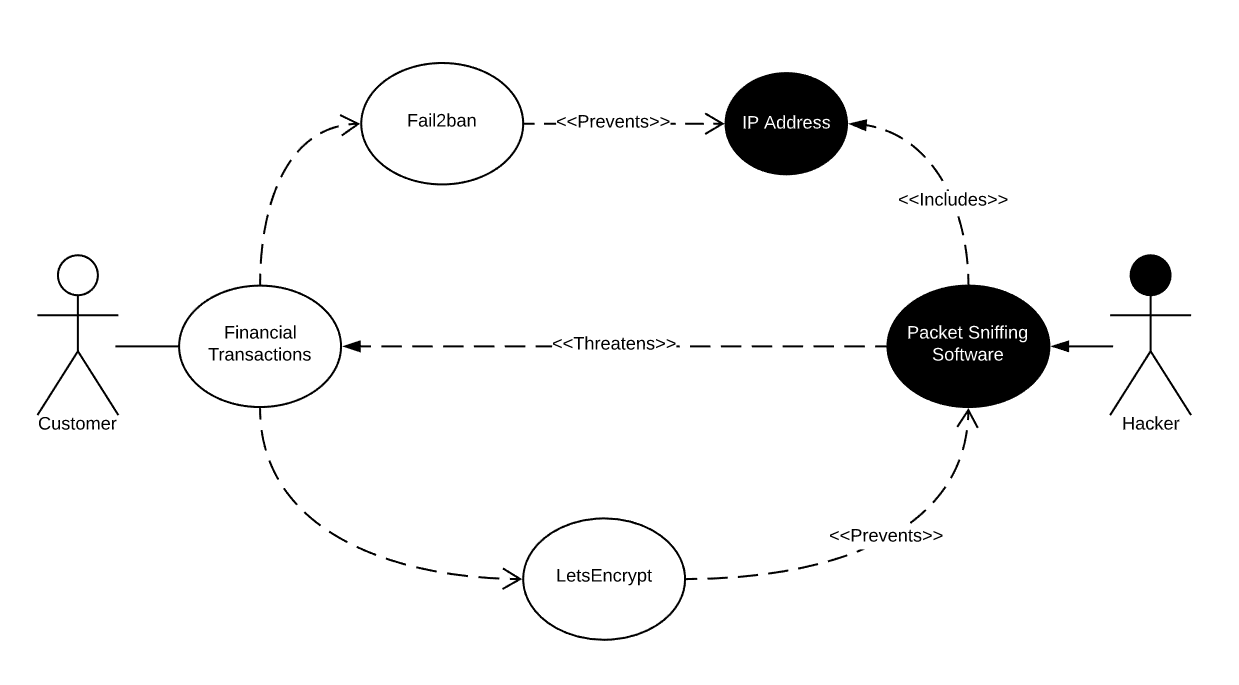 Fail2ban
<<Prevents>>
IP Address
<<Includes>>
Financial
Transactions
<<Threatens>>
Packet Sniffing
Software
Customer
Hacker
<<Prevents>>
LetsEncrypt